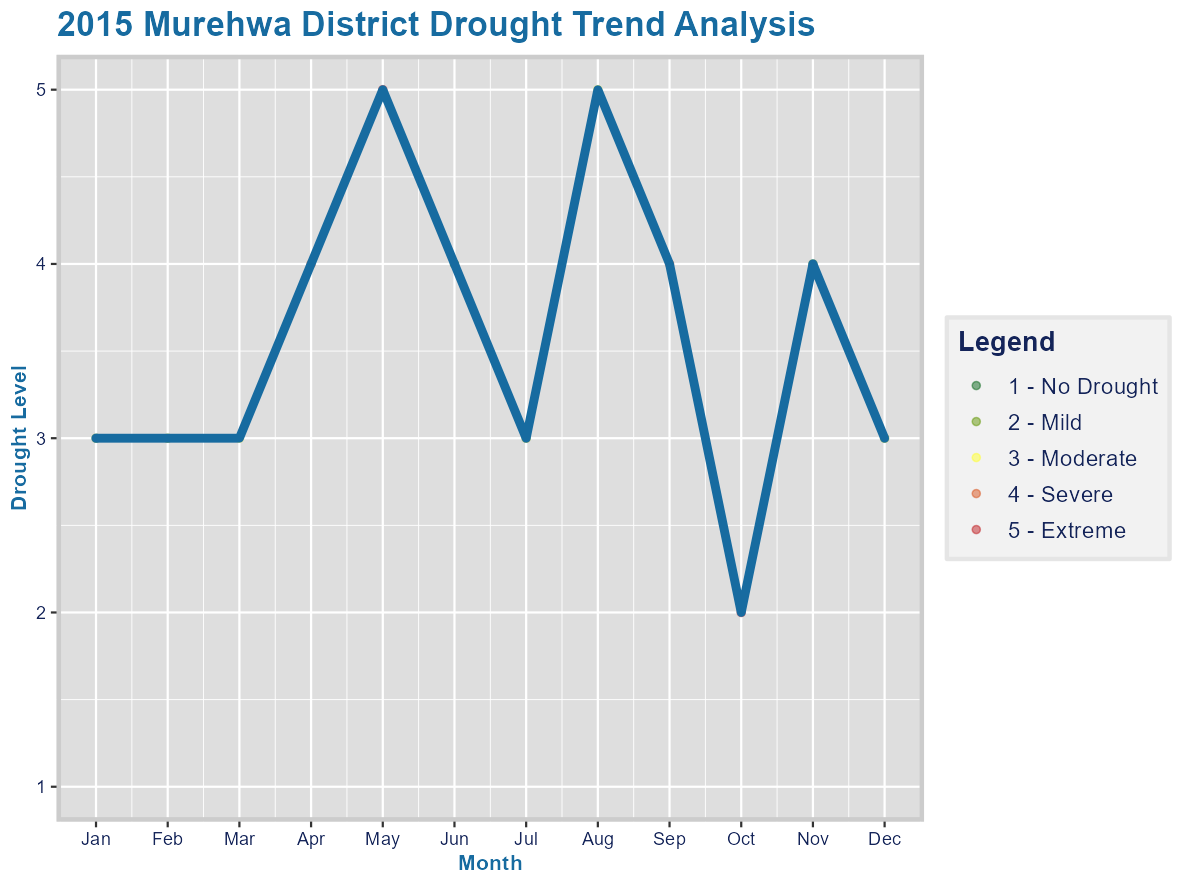 2015 Murehwa District Drought Trend Analysis
Drought Level
5
4
3
2
1
Jan Feb Mar Apr May Jun Jul Aug Sep Oct Nov Dec
Month
Legend
1 - No Drought
2 - Mild
3 - Moderate
4 - Severe
5 - Extreme